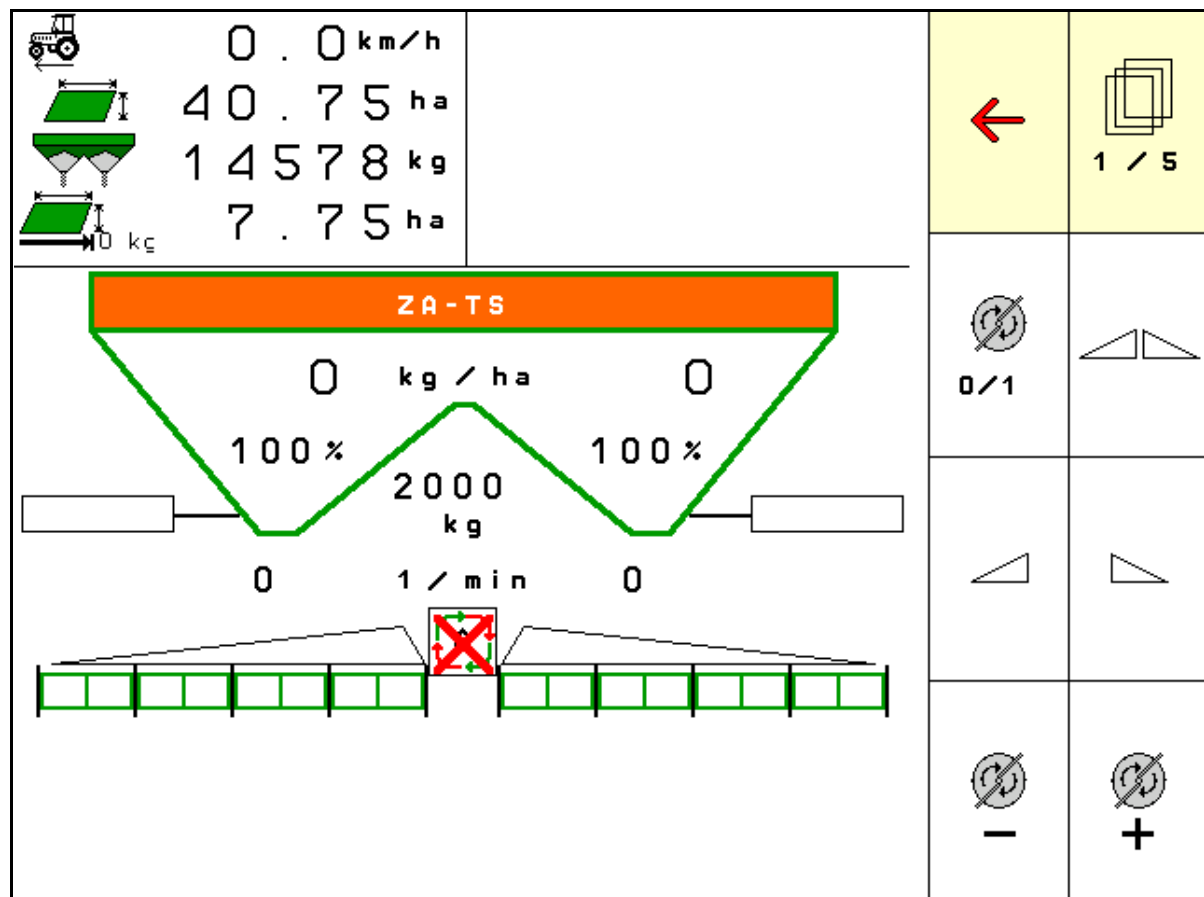 0.0 km/h
40.75 ha
14578 kg
7.75 ha
0 kg
1 / 5
ZA-TS
0 kg/ha 0
100% 100%
2000
kg
0 1/min 0
0/1
− +